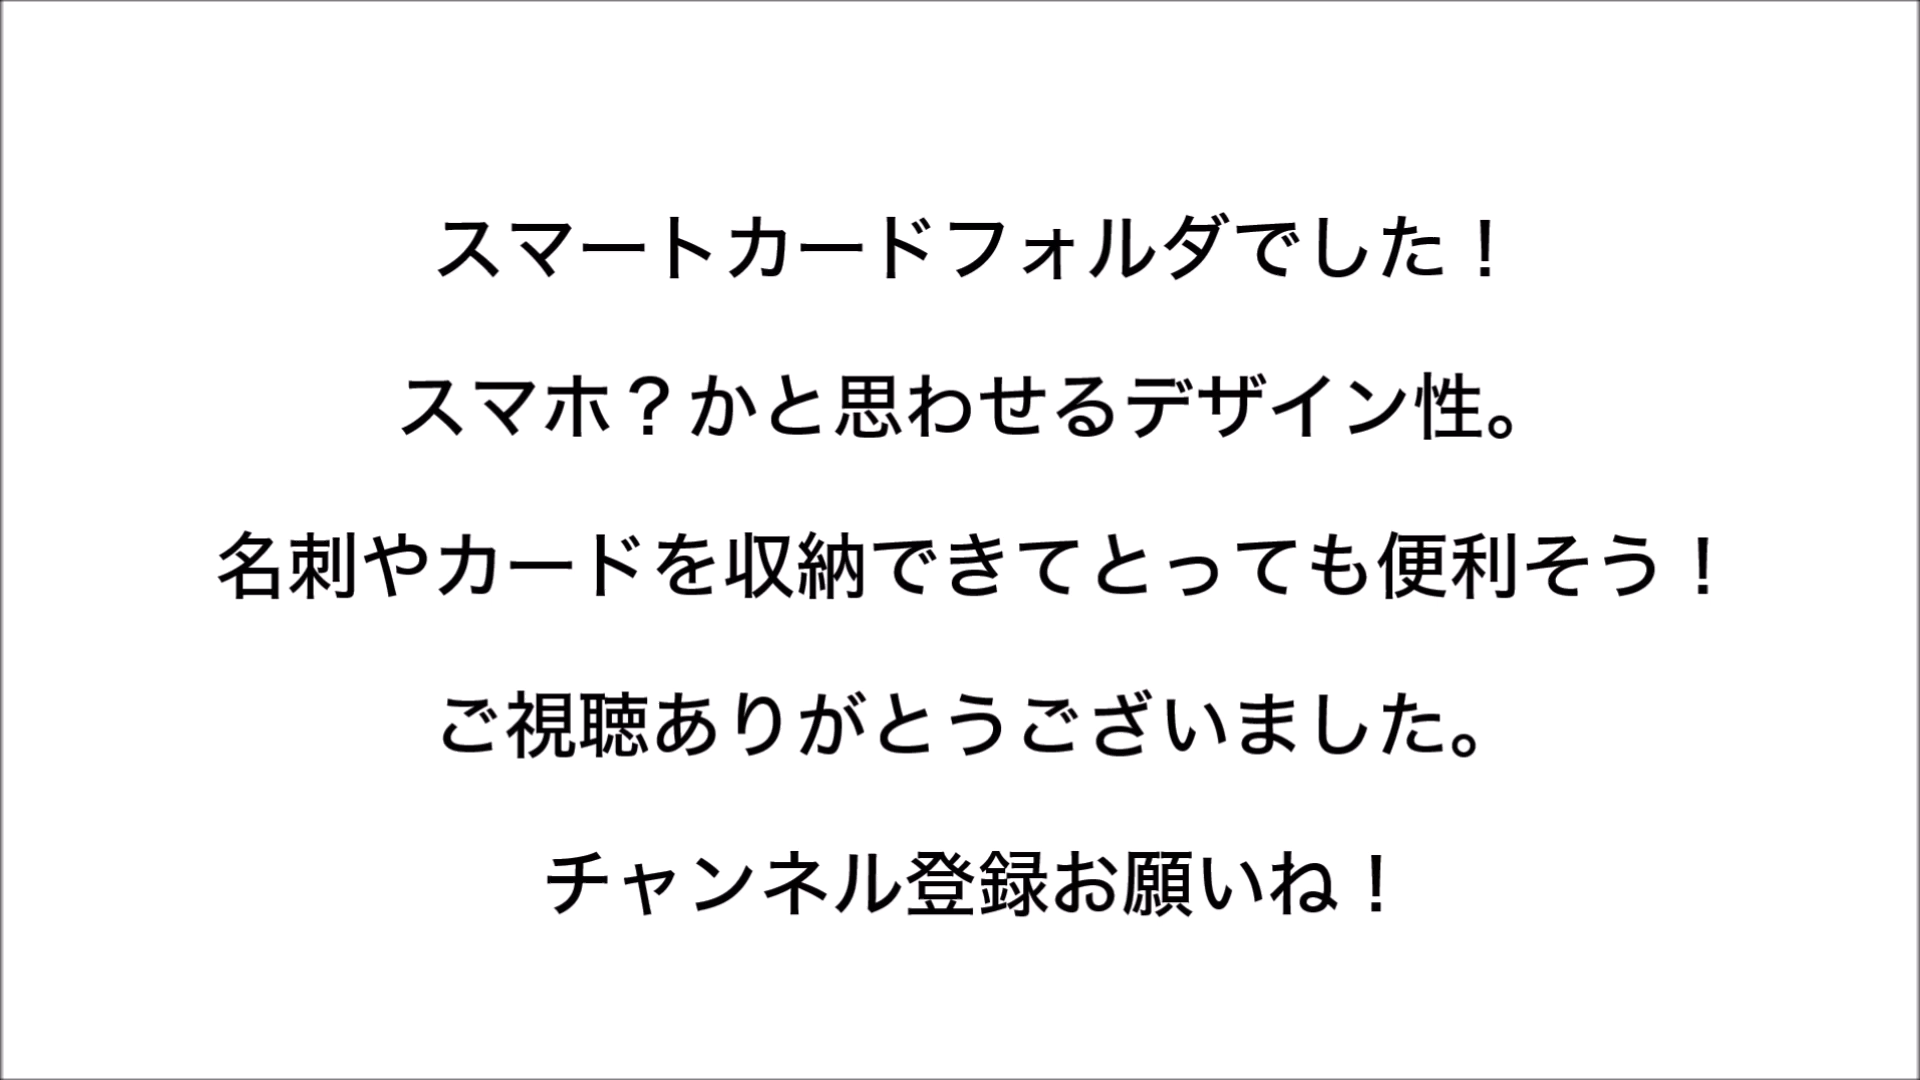 スマートカードフォルダでした！
スマホ？かと思わせるデザイン性。
名刺やカードを収納できてとっても便利そう！
ご視聴ありがとうございました。
チャンネル登録お願いね！